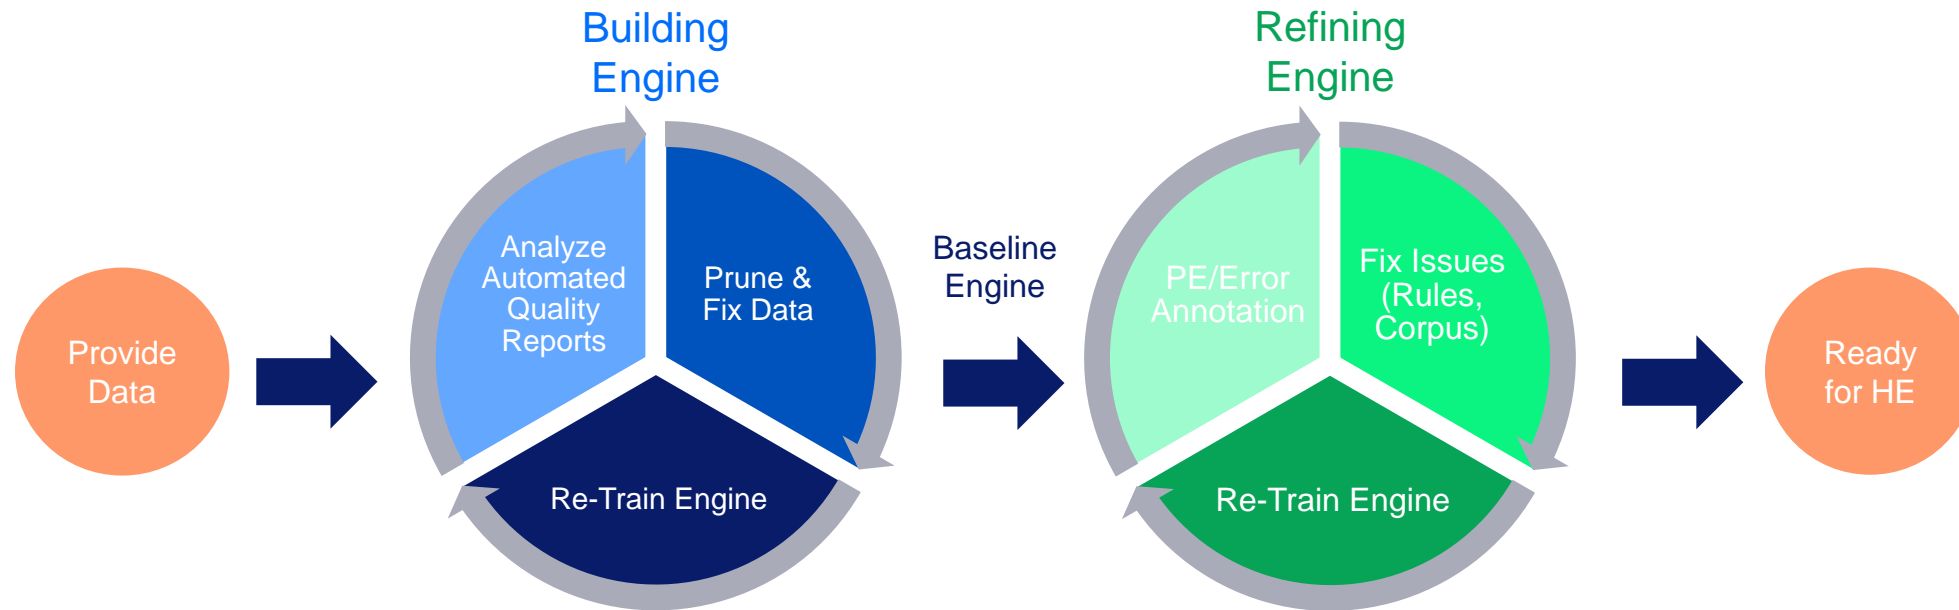 Building
Engine
Refining
Engine
Provide
Data
Analyze
Automated
Quality
Reports
Prune &
Fix Data
Re-Train Engine
Baseline
Engine
PE/Error
Annotation
Fix Issues
(Rules,
Corpus)
Re-Train Engine
Ready
for HE